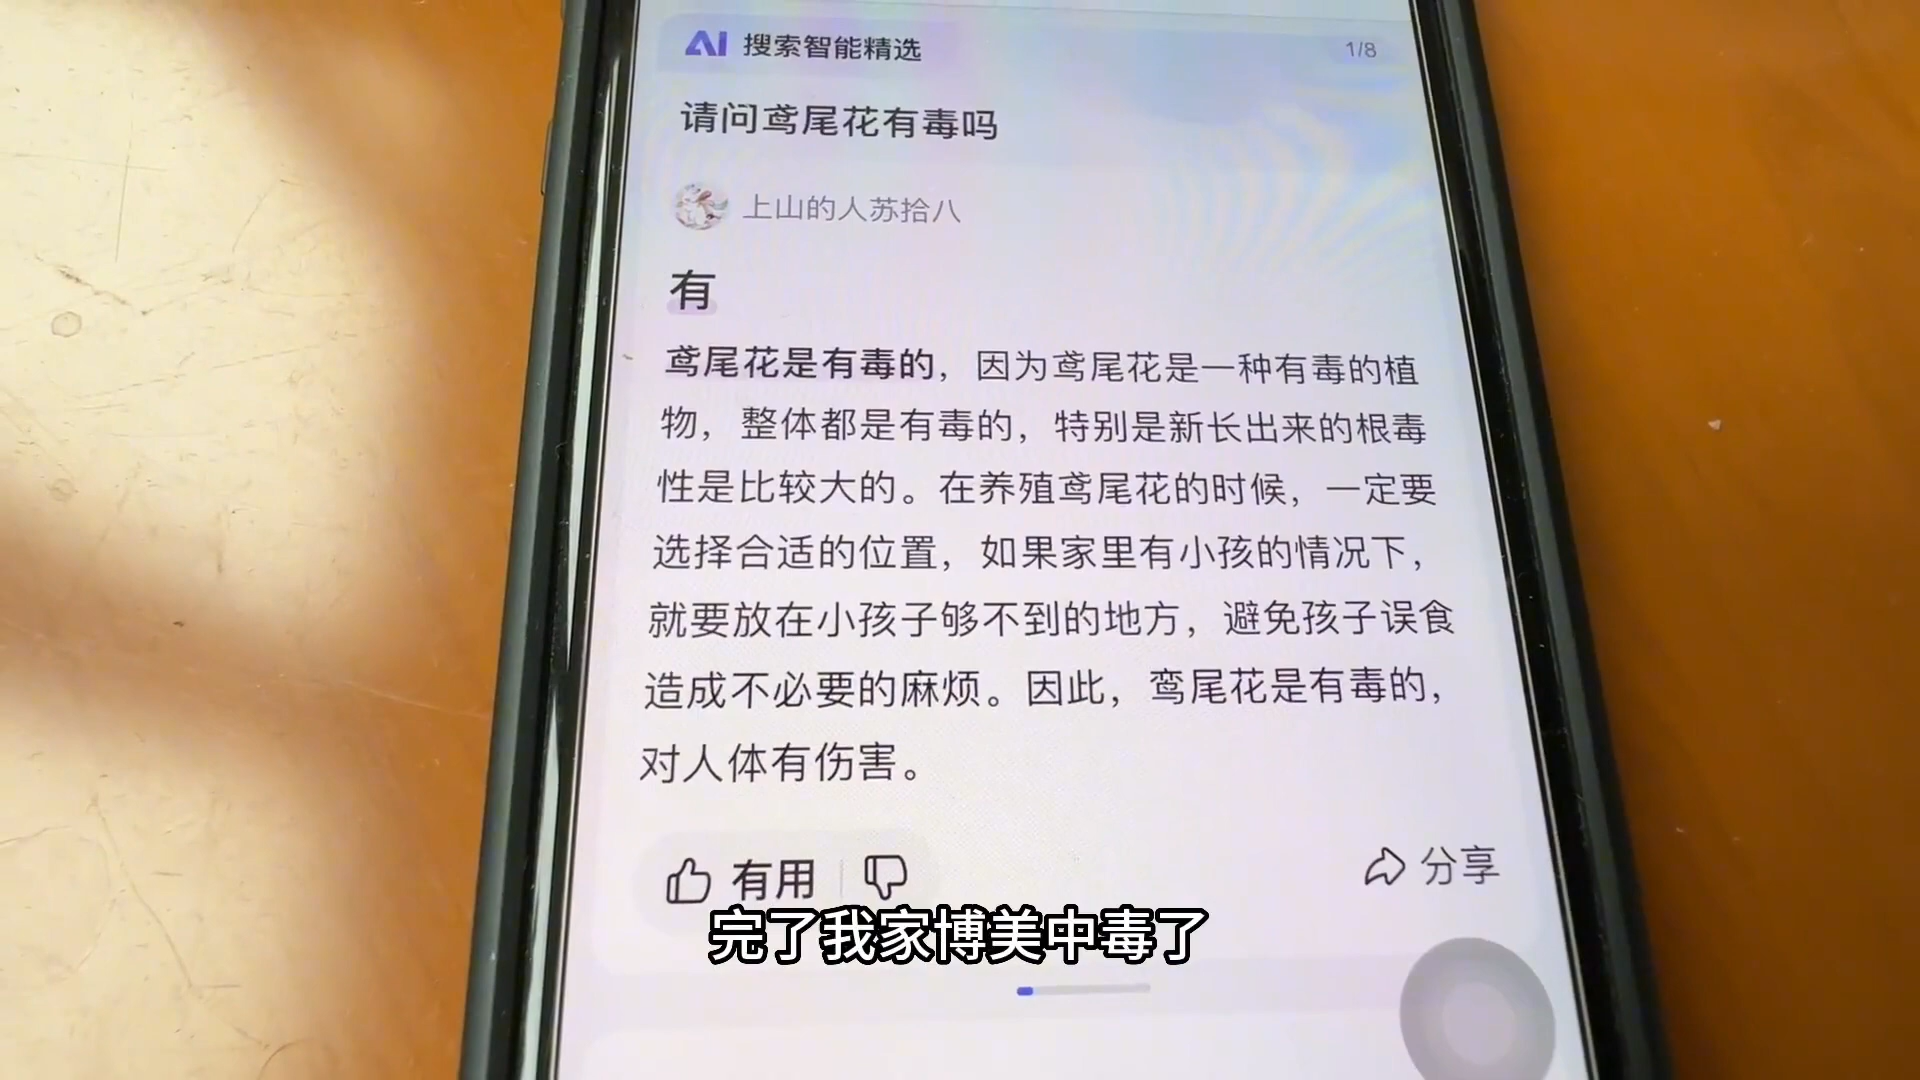 AI 搜索智能精选
1/8
请问鸢尾花有毒吗
上山的人苏拾八
有
鸢尾花是有毒的，因为鸢尾花是一种有毒的植
物，整体都是有毒的，特别是新长出来的根毒
性是比较大的。在养殖鸢尾花的时候，一定要
选择合适的位置，如果家里有小孩的情况下，
就要放在小孩子够不到的地方，避免孩子误食
造成不必要的麻烦。因此，鸾尾花是有毒的，
对人体有伤害。
有用
分享
完了我家博美中毒了